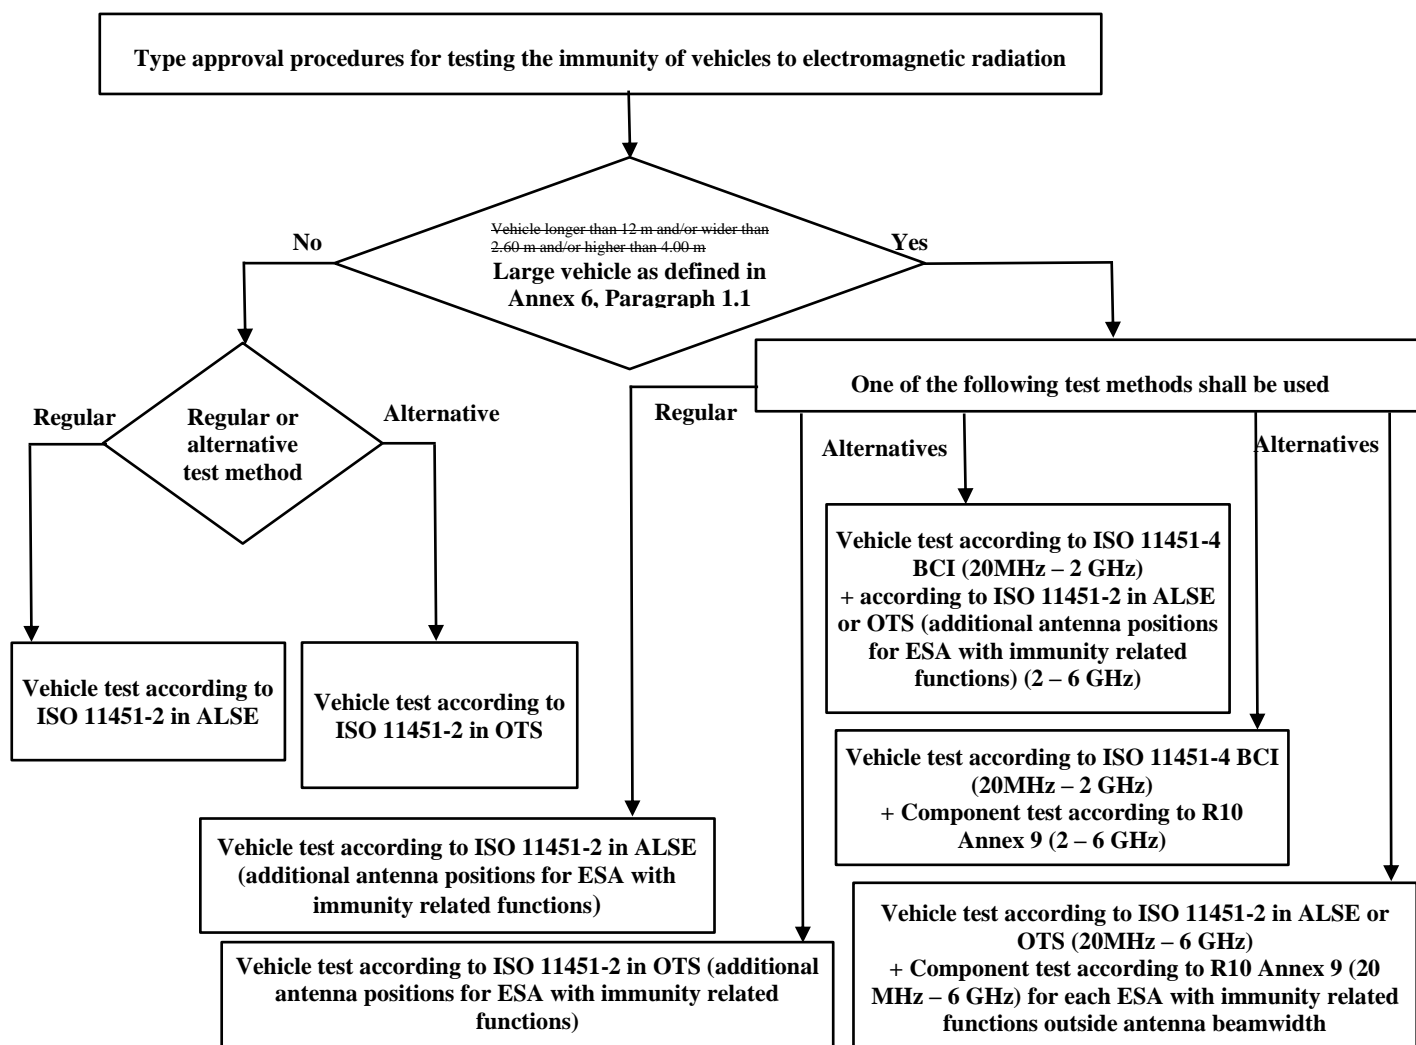 Type approval procedures for testing the immunity of vehicles to electromagnetic radiation
Vehicle longer than 12 m and/or wider than
2.60 m and/or higher than 4.00 m
Large vehicle as defined in
Annex 6, Paragraph 1.1
No
Yes
Regular or
alternative
test method
Regular
Alternative
One of the following test methods shall be used
Regular
Alternatives
Alternatives
Vehicle test according to
ISO 11451-2 in ALSE
Vehicle test according to
ISO 11451-2 in OTS
Vehicle test according to ISO 11451-4
BCI (20MHz – 2 GHz)
+ according to ISO 11451-2 in ALSE
or OTS (additional antenna positions
for ESA with immunity related
functions) (2 – 6 GHz)
Vehicle test according to ISO 11451-4 BCI
(20MHz – 2 GHz)
+ Component test according to R10
Annex 9 (2 – 6 GHz)
Vehicle test according to ISO 11451-2 in ALSE
(additional antenna positions for ESA with
immunity related functions)
Vehicle test according to ISO 11451-2 in OTS (additional
antenna positions for ESA with immunity related
functions)
Vehicle test according to ISO 11451-2 in ALSE or
OTS (20MHz – 6 GHz)
+ Component test according to R10 Annex 9 (20
MHz – 6 GHz) for each ESA with immunity related
functions outside antenna beamwidth